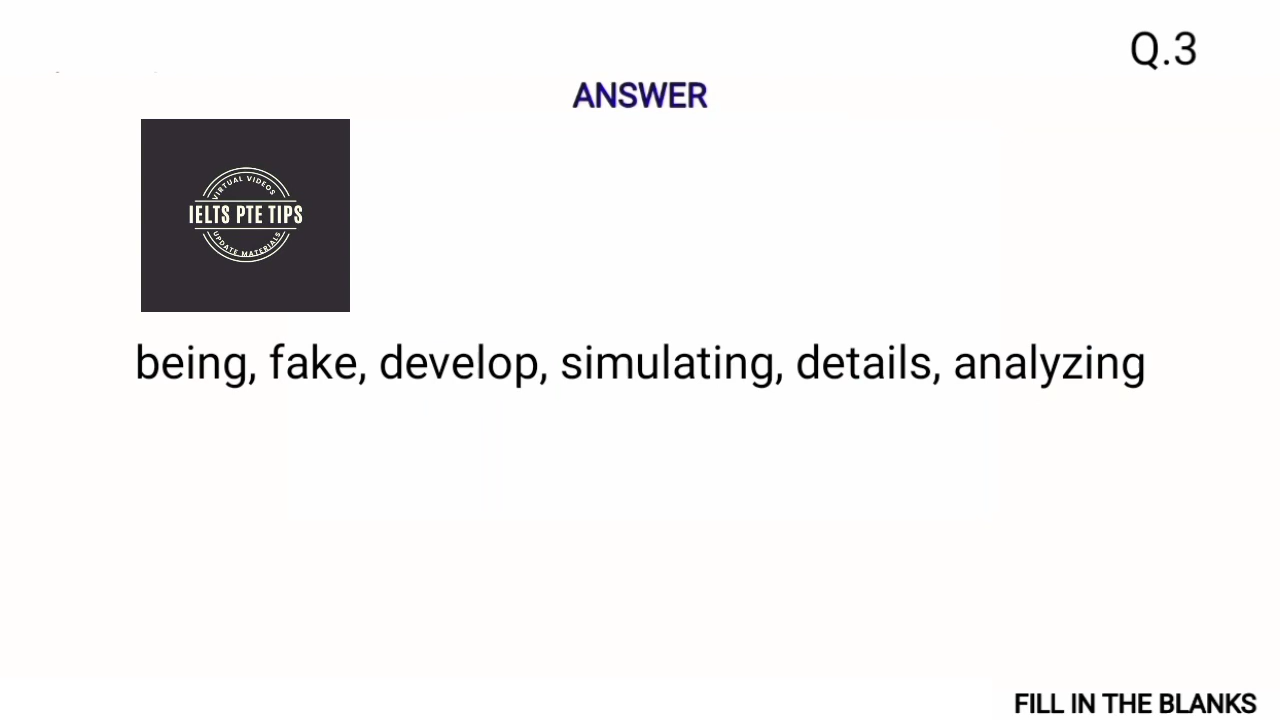 Q.3
ANSWER
VIRTUAL VIDEOS
IELTS PTE TIPS
UPDATE MATERIALS
being, fake, develop, simulating, details, analyzing
FILL IN THE BLANKS